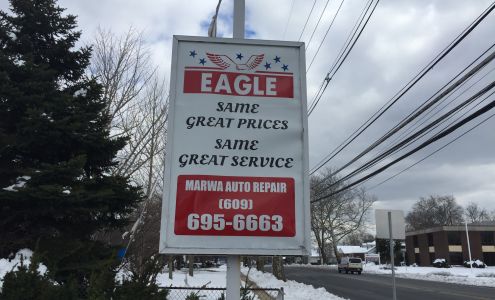 EAGLE
SAME
GREAT PRICES
SAME
GREAT SERVICE
MARWA AUTO REPAIR
(609)
695-6663